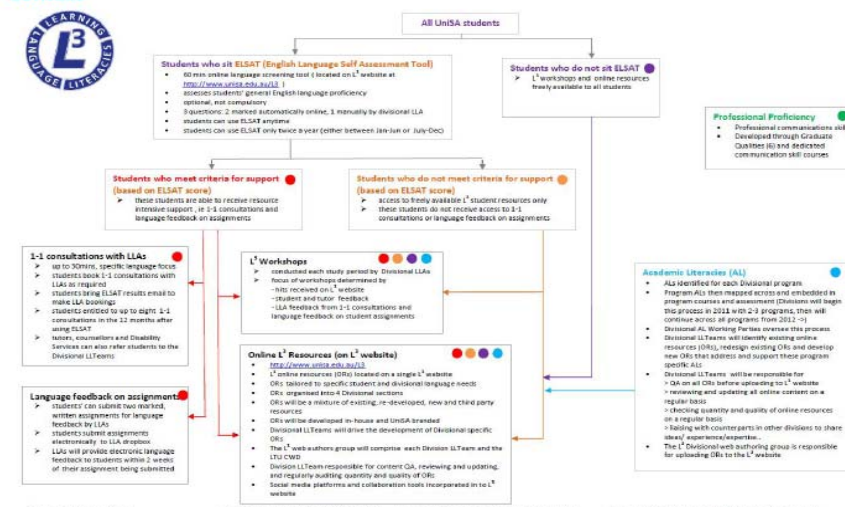 LEARNING
LANGUAGE
LITERACIES
L³
All UniSA students
Students who sit ELSAT (English Language Self Assessment Tool)
60 min online language screening tool ( located on L³ website at
http://www.unisa.edu.au/L3 )
assesses students' general English language proficiency
optional, not compulsory
3 questions: 2 marked automatically online, 1 manually by divisional LLA
students can use ELSAT anytime
students can use ELSAT only twice a year (either between Jan-Jun or July-Dec)
Students who do not sit ELSAT
L³ workshops and online resources
freely available to all students
Professional Proficiency
Professional communications skill
Developed through Graduate
Qualities (6) and dedicated
communication skill courses
Students who meet criteria for support
(based on ELSAT score)
these students are able to receive resource
intensive support, ie 1-1 consultations and
language feedback on assignments
Students who do not meet criteria for support
(based on ELSAT score)
access to freely available L³ student resources only
these students do not receive access to 1-1
consultations or language feedback on assignments
1-1 consultations with LLAs
up to 30mins, specific language focus
students book 1-1 consultations with
LLAs as required
students bring ELSAT results email to
make LLA bookings
students entitled to up to eight 1-1
consultations in the 12 months after
using ELSAT
tutors, counsellors and Disability
Services can also refer students to the
Divisional LLTeams
L³ Workshops
conducted each study period by Divisional LLAs
focus of workshops determined by
- hits received on L³ website
- student and tutor feedback
- LLA feedback from 1-1 consultations and
language feedback on student assignments
Academic Literacies (AL)
ALs identified for each Divisional program
Program ALs then mapped across and embedded in
program courses and assessment (Divisions will begin
this process in 2011 with 2-3 programs, then will
continue across all programs from 2012 ->)
Divisional AL Working Parties oversee this process
Divisional LLTeams will identify existing online
resources (ORs), redesign existing ORs and develop
new ORs that address and support these program
specific ALs
Divisional LLTeams will be responsible for
> QA on all ORs before uploading to L³ website
> reviewing and updating all online content on a
regular basis
> checking quantity and quality of online resources
on a regular basis
> liaising with counterparts in other divisions to share
ideas/ experience/expertise...
The L³ Divisional web authoring group is responsible
for uploading ORs to the L³ website
Language feedback on assignments
students' can submit two marked,
written assignments for language
feedback by LLAs
students submit assignments
electronically to LLA dropbox
LLAs will provide electronic language
feedback to students within 2 weeks
of their assignment being submitted
Online L³ Resources (on L³ website)
http://www.unisa.edu.au/L3
L³ online resources (ORs) located on a single L³ website
ORs tailored to specific student and divisional language needs
ORs organised into 4 Divisional sections
ORs will be a mixture of existing, re-developed, new and third party
resources
ORs will be developed in-house and UniSA branded
Divisional LLTeams will drive the development of Divisional specific
ORs
The L³ web authors group will comprise each Division LLTeam and the
LTU CWD
Division LLTeam responsible for content QA, reviewing and updating,
and regularly auditing quantity and quality of ORs
Social media platforms and collaboration tools incorporated in to L³
website